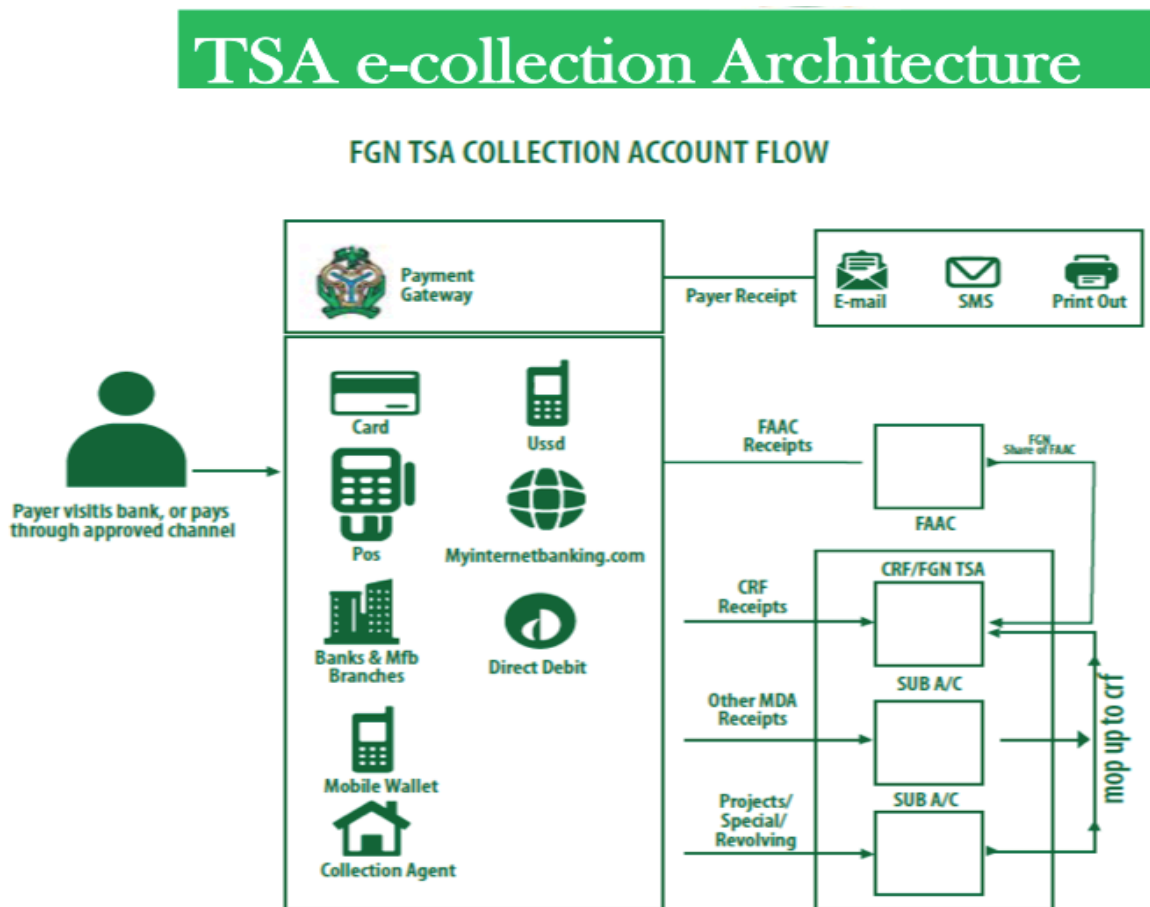 TSA e-collection Architecture
FGN TSA COLLECTION ACCOUNT FLOW
Payment
Gateway
Payer Receipt
E-mail
SMS
Print Out
Payer visitis bank, or pays
through approved channel
Card
Ussd
Pos
Myinternetbanking.com
Banks & Mfb
Branches
Direct Debit
Mobile Wallet
Collection Agent
FAAC
Receipts
FAAC
FGN
Share of FAAC
CRF
Receipts
CRF/FGN TSA
Other MDA
Receipts
SUB A/C
Projects/
Special/
Revolving
SUB A/C
mop up to crf